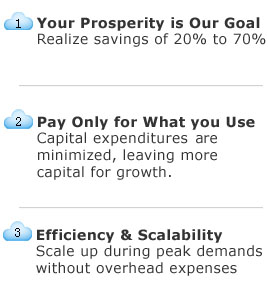 1 Your Prosperity is Our Goal
Realize savings of 20% to 70%
2 Pay Only for What you Use
Capital expenditures are
minimized, leaving more
capital for growth.
3 Efficiency & Scalability
Scale up during peak demands
without overhead expenses